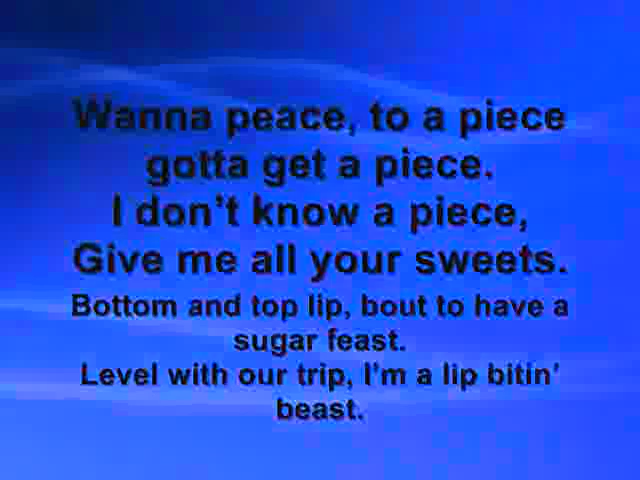 Wanna peace, to a piece
gotta get a piece.
I don't know a piece,
Give me all your sweets.
Bottom and top lip, bout to have a
sugar feast.
Level with our trip, I'm a lip bitin'
beast.